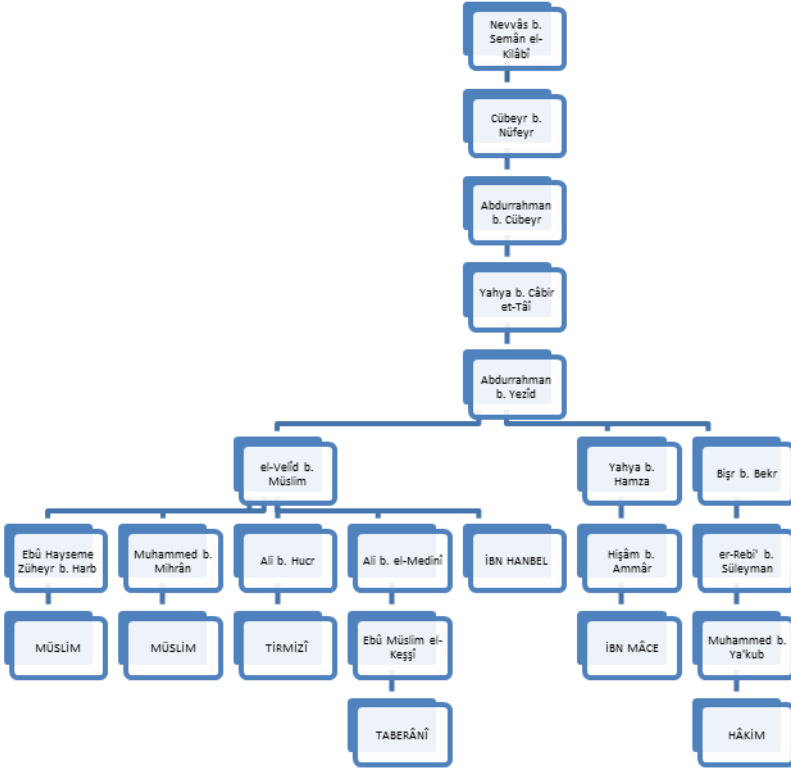 Nevvâs b.
Semân el-
Kilâbî
Cübeyr b.
Nüfeyr
Abdurrahman
b. Cübeyr
Yahya b. Câbir
et-Tâî
Abdurrahman
b. Yezîd
el-Velîd b.
Müslim
Yahya b.
Hamza
Bişr b. Bekr
Ebû Hayseme
Züheyr b. Harb
Muhammed b.
Mihrân
Ali b. Hucr
Ali b. el-Medinî
İBN HANBEL
Hişâm b.
Ammâr
er-Rebi' b.
Süleyman
MÜSLİM
MÜSLİM
TİRMİZÎ
Ebû Müslim el-
Keşşî
İBN MÂCE
Muhammed b.
Ya'kub
TABERÂNÎ
HÂKİM